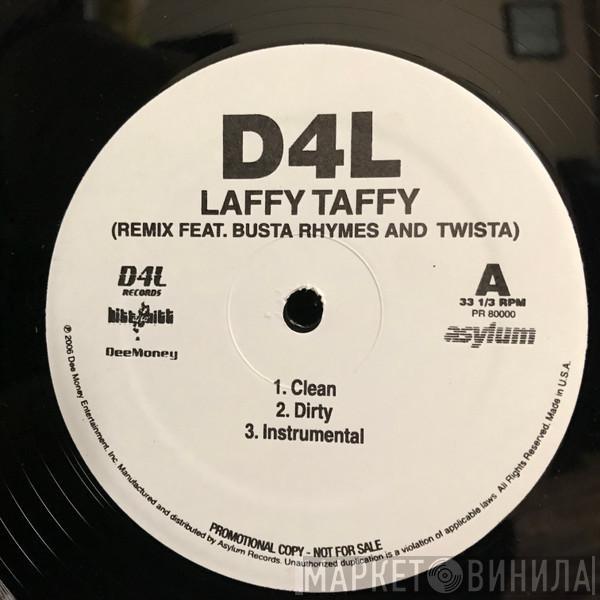 D4L
LAFFY TAFFY
(REMIX FEAT. BUSTA RHYMES AND TWISTA)
D4L
RECORDS
hitt a hitt
DeeMoney
A
33 1/3 RPM
PR 80000
asylum
1. Clean
2. Dirty
3. Instrumental
℗ 2006 Dee Money Entertainment, Inc. Manufactured and distributed by Asylum Records. Unauthorized duplication is a violation of applicable laws. All Rights Reserved. Made in U.S.A.
PROMOTIONAL COPY - NOT FOR SALE
МАРКЕТ ВИНИЛА